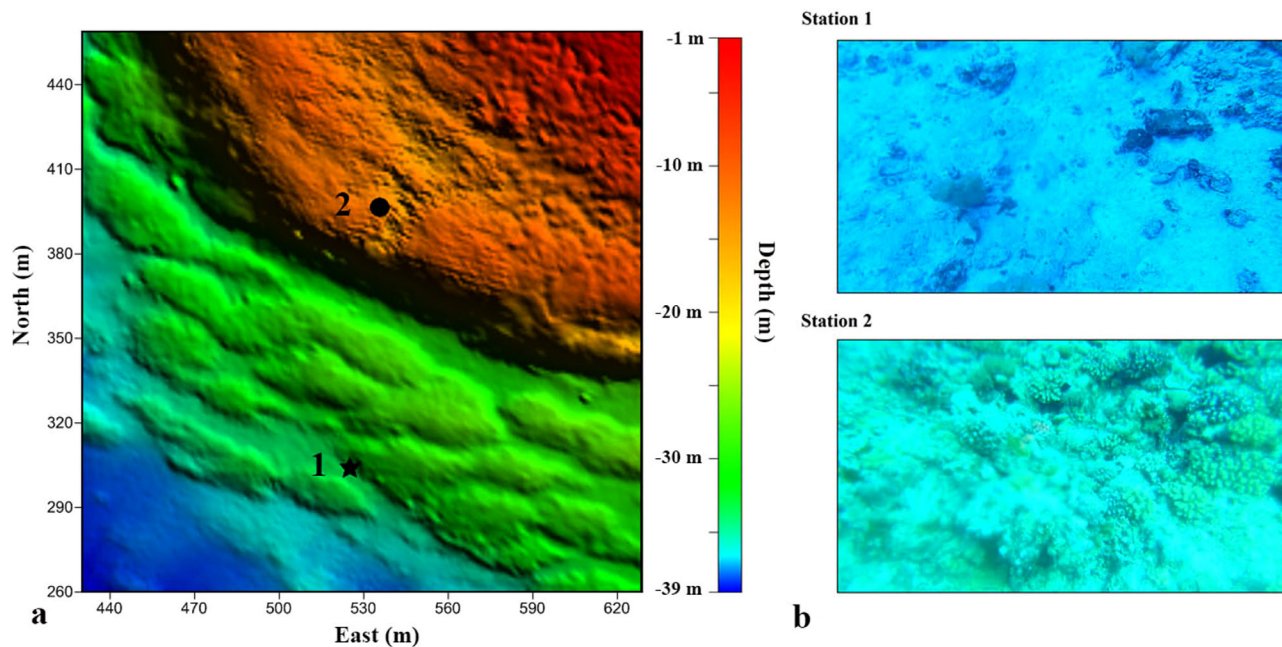 Station 1
440
410
380
350
320
290
260
North (m)
2
1
440
470
500
530
560
590
620
East (m)
a
-1 m
-10 m
-20 m
-30 m
-39 m
Depth (m)
Station 2
b